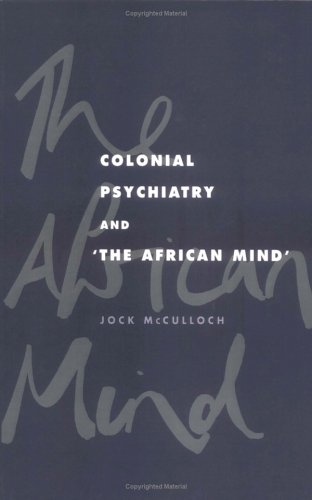 Copyrighted Material
The
African
Mind
COLONIAL
PSYCHIATRY
AND
'THE AFRICAN MIND'
JOCK McCULLOCH
Copyrighted Material